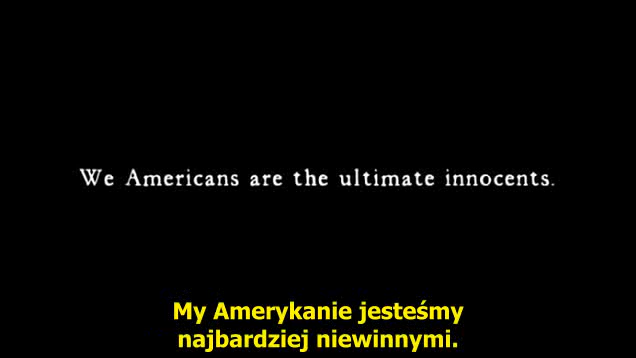 We Americans are the ultimate innocents.
My Amerykanie jesteśmy
najbardziej niewinnymi.